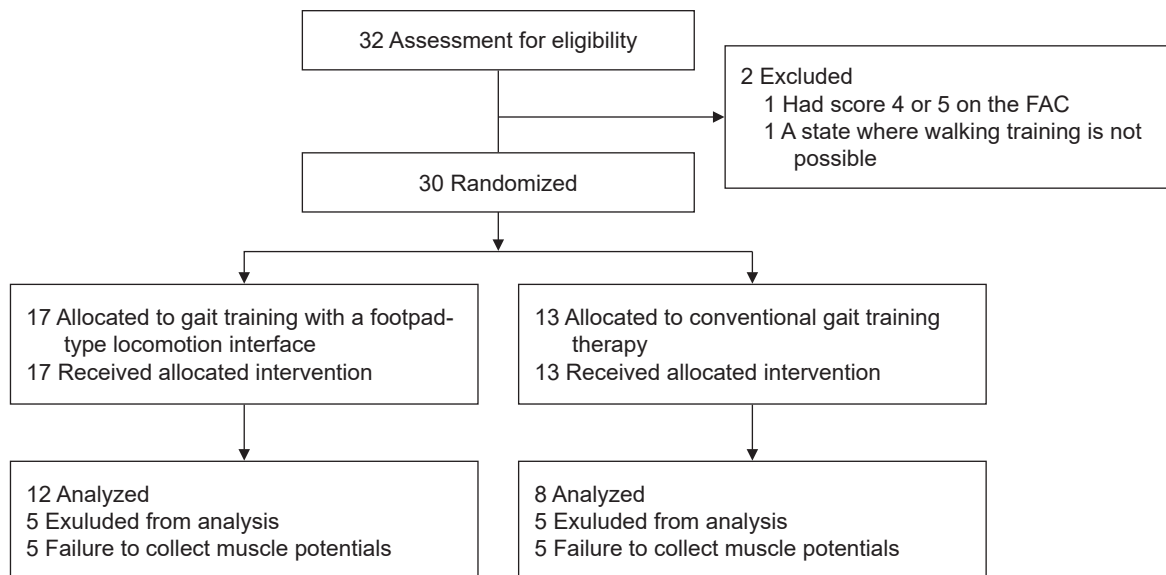 32 Assessment for eligibility
2 Excluded
1 Had score 4 or 5 on the FAC
1 A state where walking training is not
possible
30 Randomized
17 Allocated to gait training with a footpad-
type locomotion interface
17 Received allocated intervention
13 Allocated to conventional gait training
therapy
13 Received allocated intervention
12 Analyzed
5 Exuluded from analysis
5 Failure to collect muscle potentials
8 Analyzed
5 Exuluded from analysis
5 Failure to collect muscle potentials